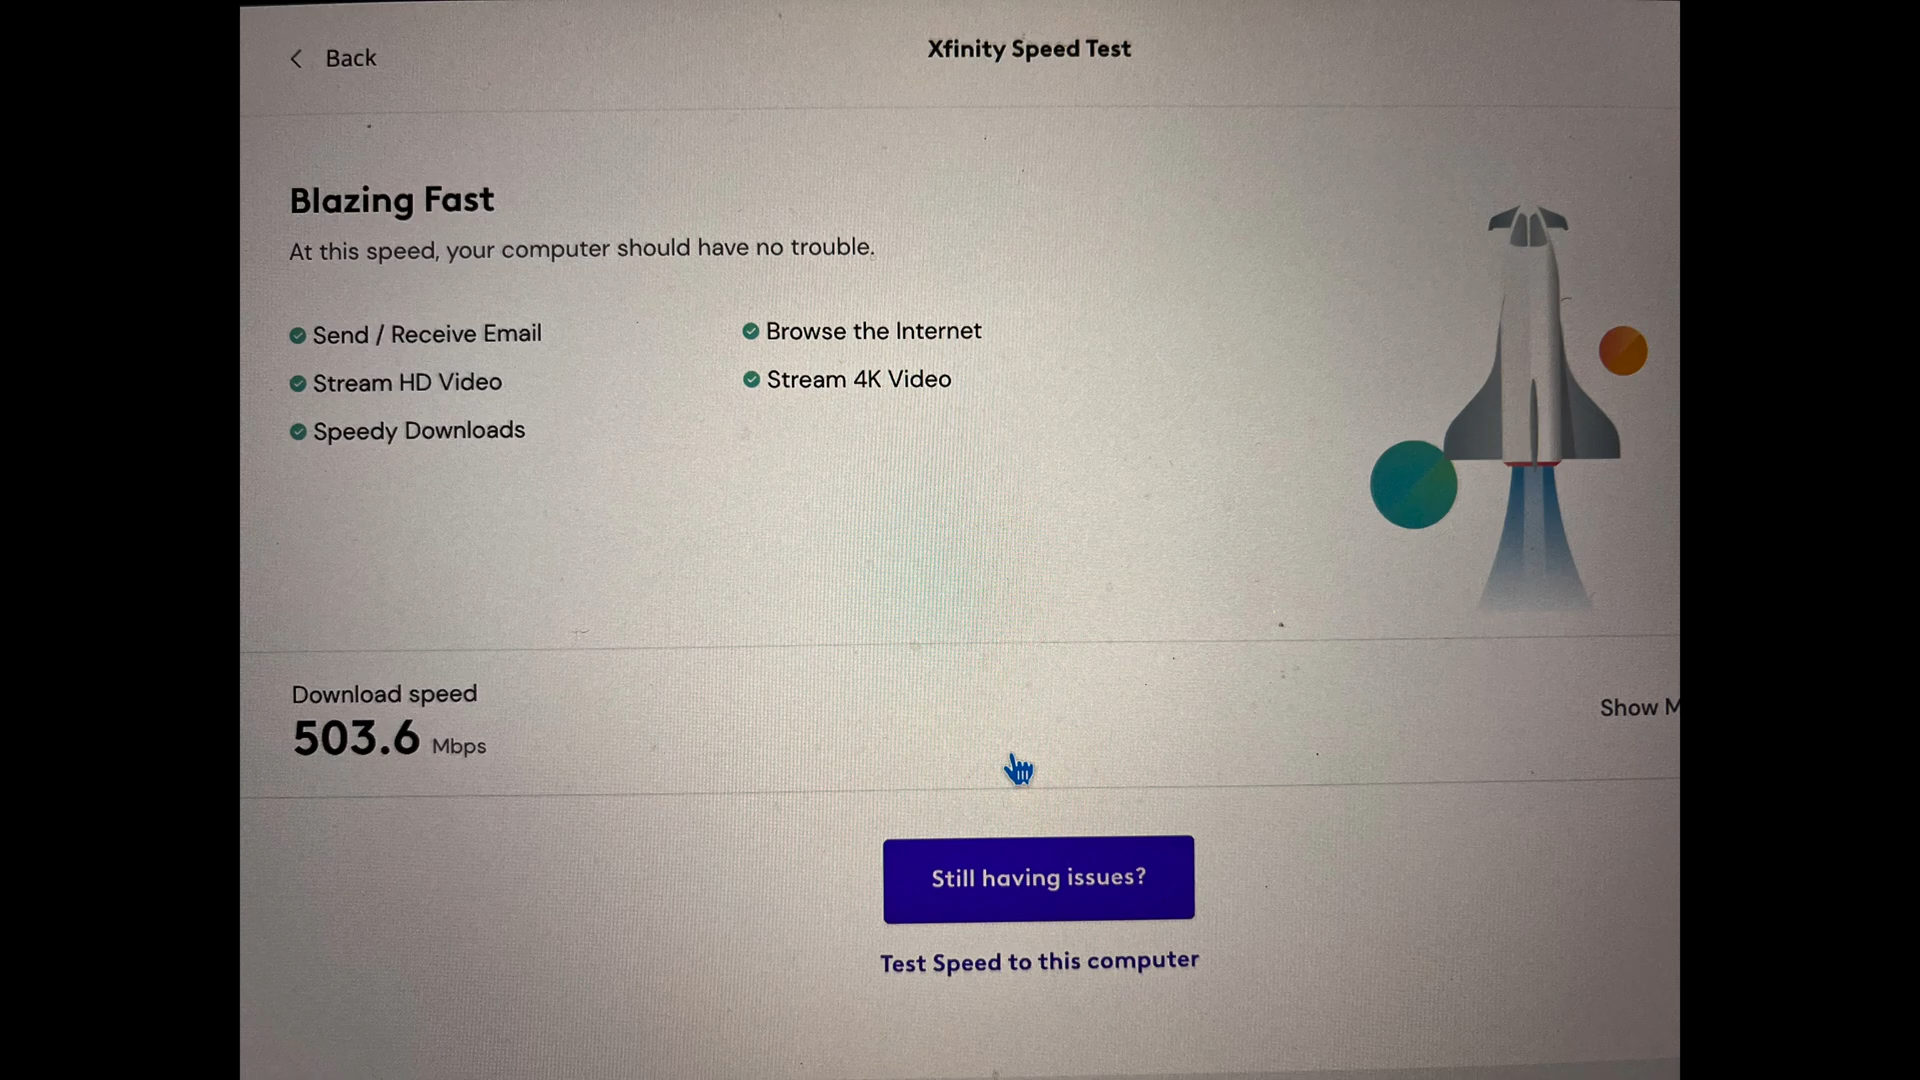 Back
Xfinity Speed Test
Blazing Fast
At this speed, your computer should have no trouble.
Send / Receive Email
Browse the Internet
Stream HD Video
Stream 4K Video
Speedy Downloads
Download speed
503.6 Mbps
Show M
Still having issues?
Test Speed to this computer